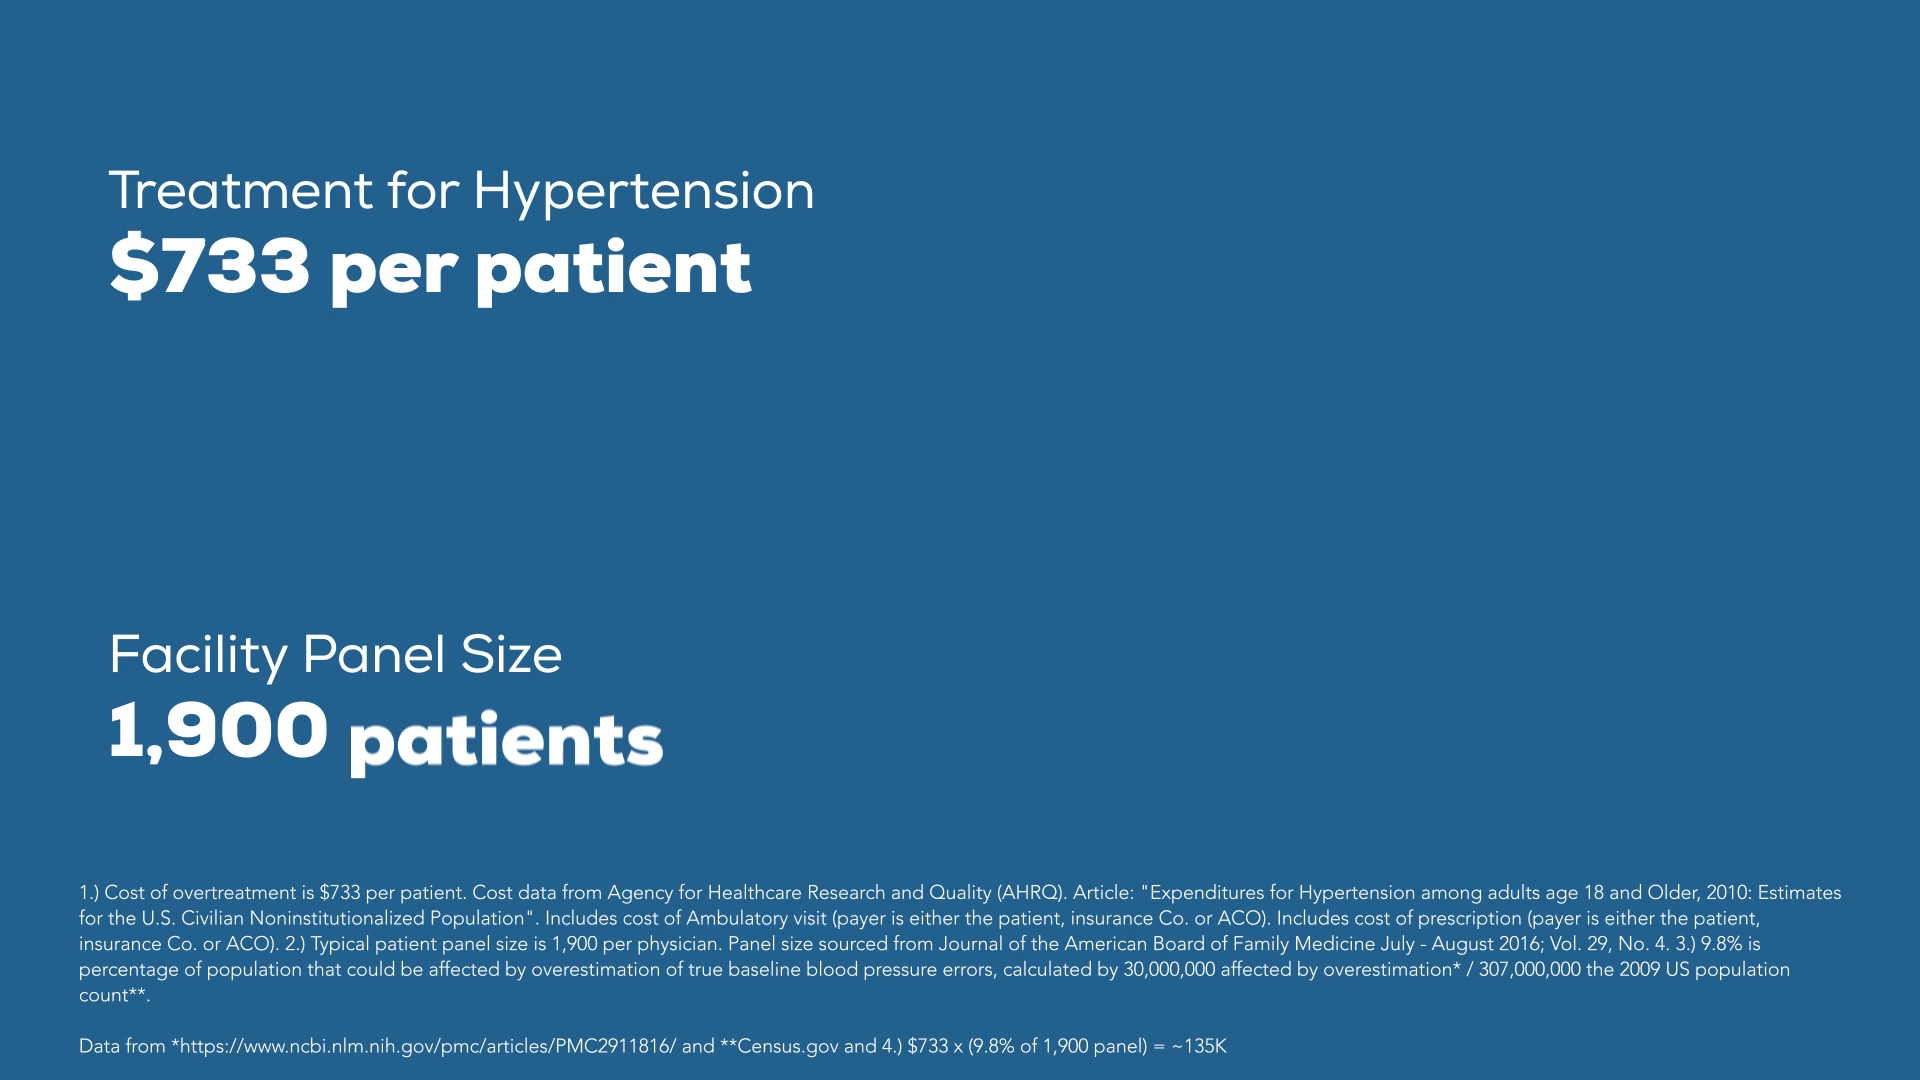 Treatment for Hypertension
$733 per patient
Facility Panel Size
1,900 patients
1.) Cost of overtreatment is $733 per patient. Cost data from Agency for Healthcare Research and Quality (AHRQ). Article: "Expenditures for Hypertension among adults age 18 and Older, 2010: Estimates
for the U.S. Civilian Noninstitutionalized Population". Includes cost of Ambulatory visit (payer is either the patient, insurance Co. or ACO). Includes cost of prescription (payer is either the patient,
insurance Co. or ACO). 2.) Typical patient panel size is 1,900 per physician. Panel size sourced from Journal of the American Board of Family Medicine July - August 2016; Vol. 29, No. 4. 3.) 9.8% is
percentage of population that could be affected by overestimation of true baseline blood pressure errors, calculated by 30,000,000 affected by overestimation* / 307,000,000 the 2009 US population
count**.
Data from *https://www.ncbi.nlm.nih.gov/pmc/articles/PMC2911816/ and **Census.gov and 4.) $733 x (9.8% of 1,900 panel) = ~135K